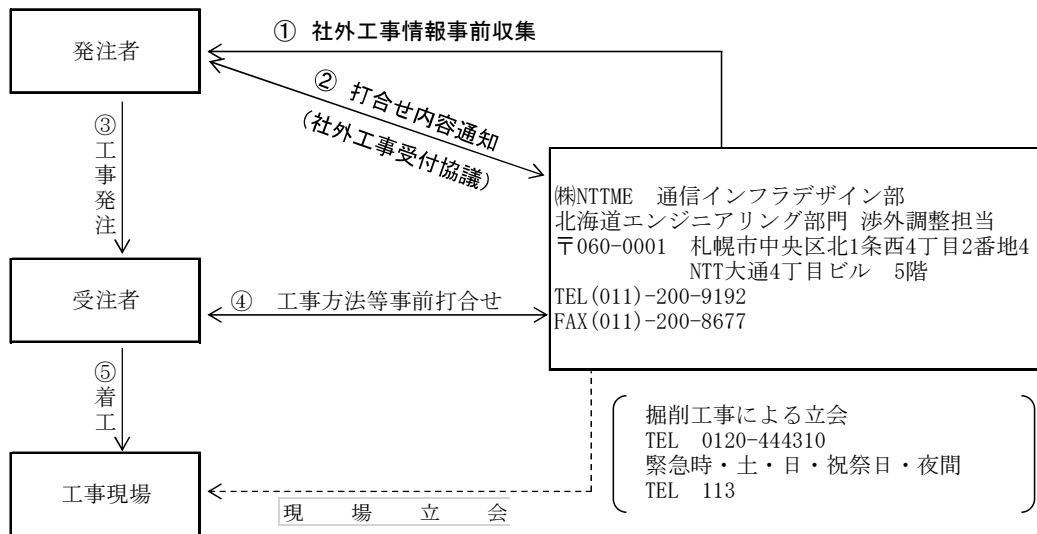 発注者
① 社外工事情報事前収集
② 打合せ内容通知
(社外工事受付協議)
③工事発注
㈱NTTME 通信インフラデザイン部
北海道エンジニアリング部門 渉外調整担当
〒060-0001 札幌市中央区北1条西4丁目2番地4
NTT大通4丁目ビル 5階
TEL(011)-200-9192
FAX(011)-200-8677
受注者
④ 工事方法等事前打合せ
⑤着工
掘削工事による立会
TEL 0120-444310
緊急時・土・日・祝祭日・夜間
TEL 113
工事現場
現場立会